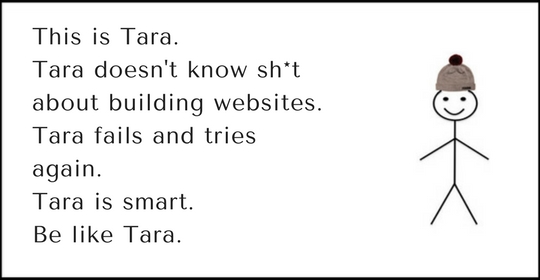 This is Tara.
Tara doesn't know sh*t
about building websites.
Tara fails and tries
again.
Tara is smart.
Be like Tara.